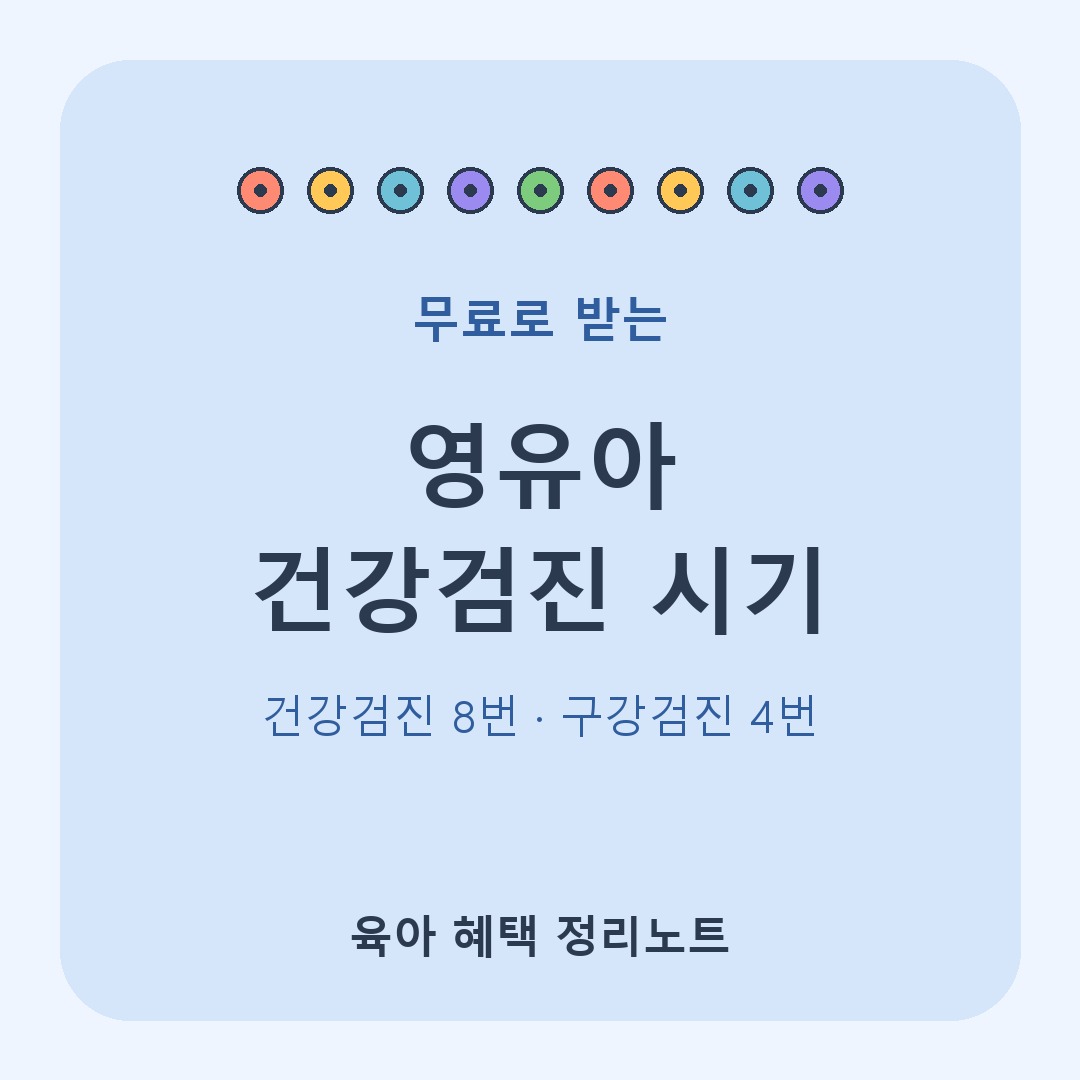 무료로 받는
영유아
건강검진 시기
건강검진 8번 · 구강검진 4번
육아 혜택 정리노트